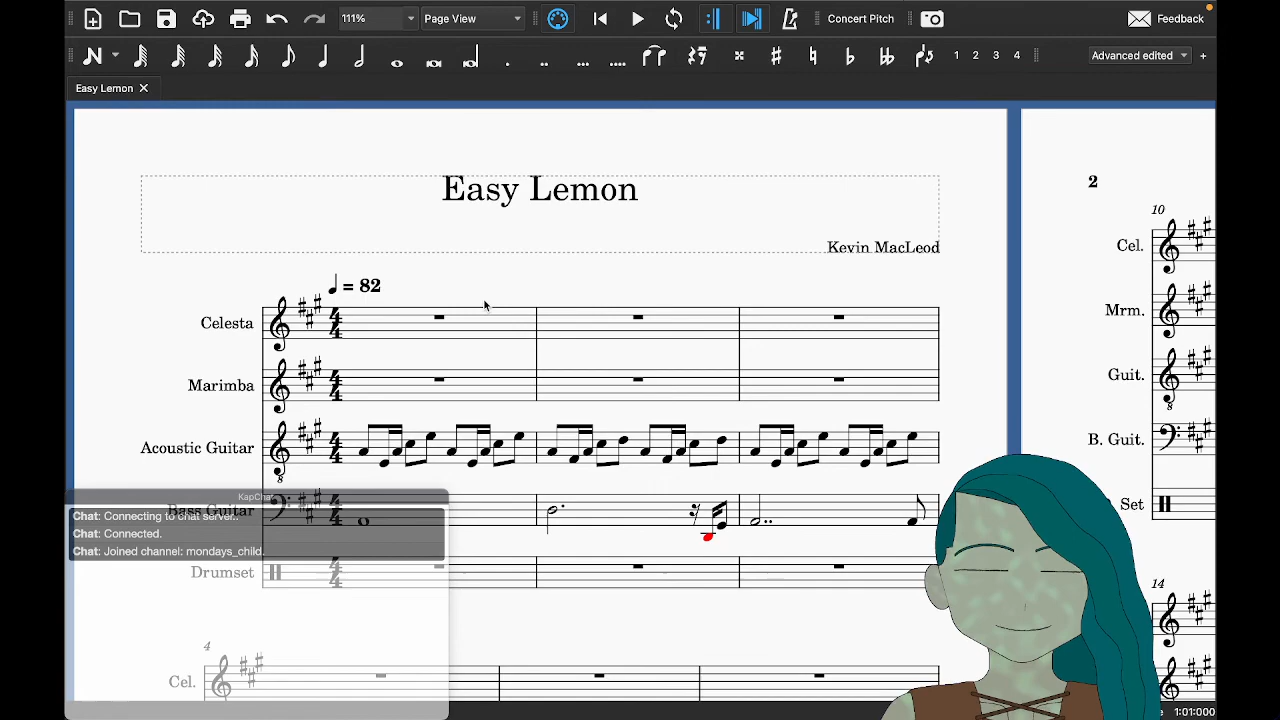 111%
Page View
Concert Pitch
Feedback
1 2 3 4
Advanced edited
+
Easy Lemon
Easy Lemon
Kevin MacLeod
= 82
Celesta
Marimba
Acoustic Guitar
Bass Guitar
Drumset
4
Cel.
KapChat
Chat: Connecting to chat server..
Chat: Connected.
Chat: Joined channel: mondays_child.
2
10
Cel.
Mrm.
Guit.
B. Guit.
Set
14
1:01:000